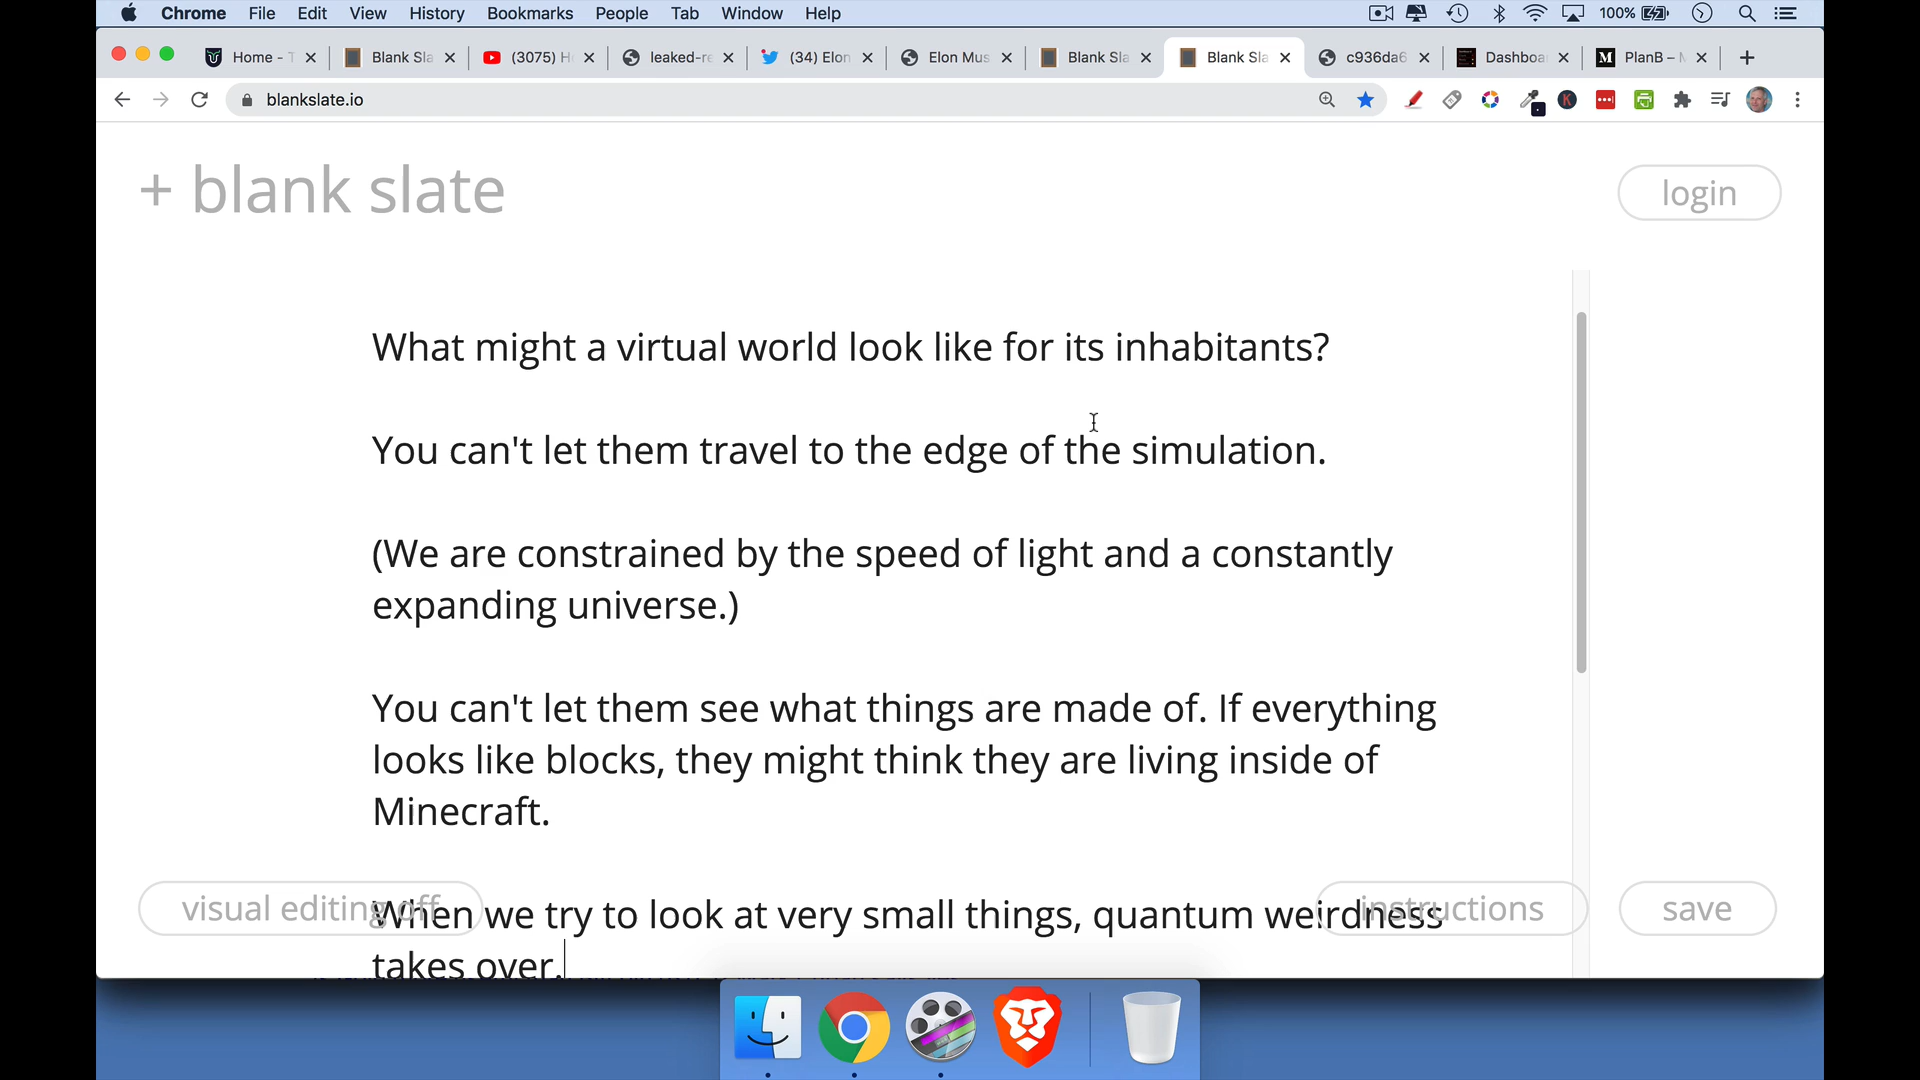 Chrome File Edit View History Bookmarks People Tab Window Help 100%
Home - T Blank Sla (3075) H leaked-re (34) Elon Elon Mus Blank Sla Blank Sla c936da6 Dashboa PlanB – M
blankslate.io
+ blank slate
login
What might a virtual world look like for its inhabitants?
You can't let them travel to the edge of the simulation.
(We are constrained by the speed of light and a constantly
expanding universe.)
You can't let them see what things are made of. If everything
looks like blocks, they might think they are living inside of
Minecraft.
visual editing off
When we try to look at very small things, quantum weirdness
instructions
save
takes over.